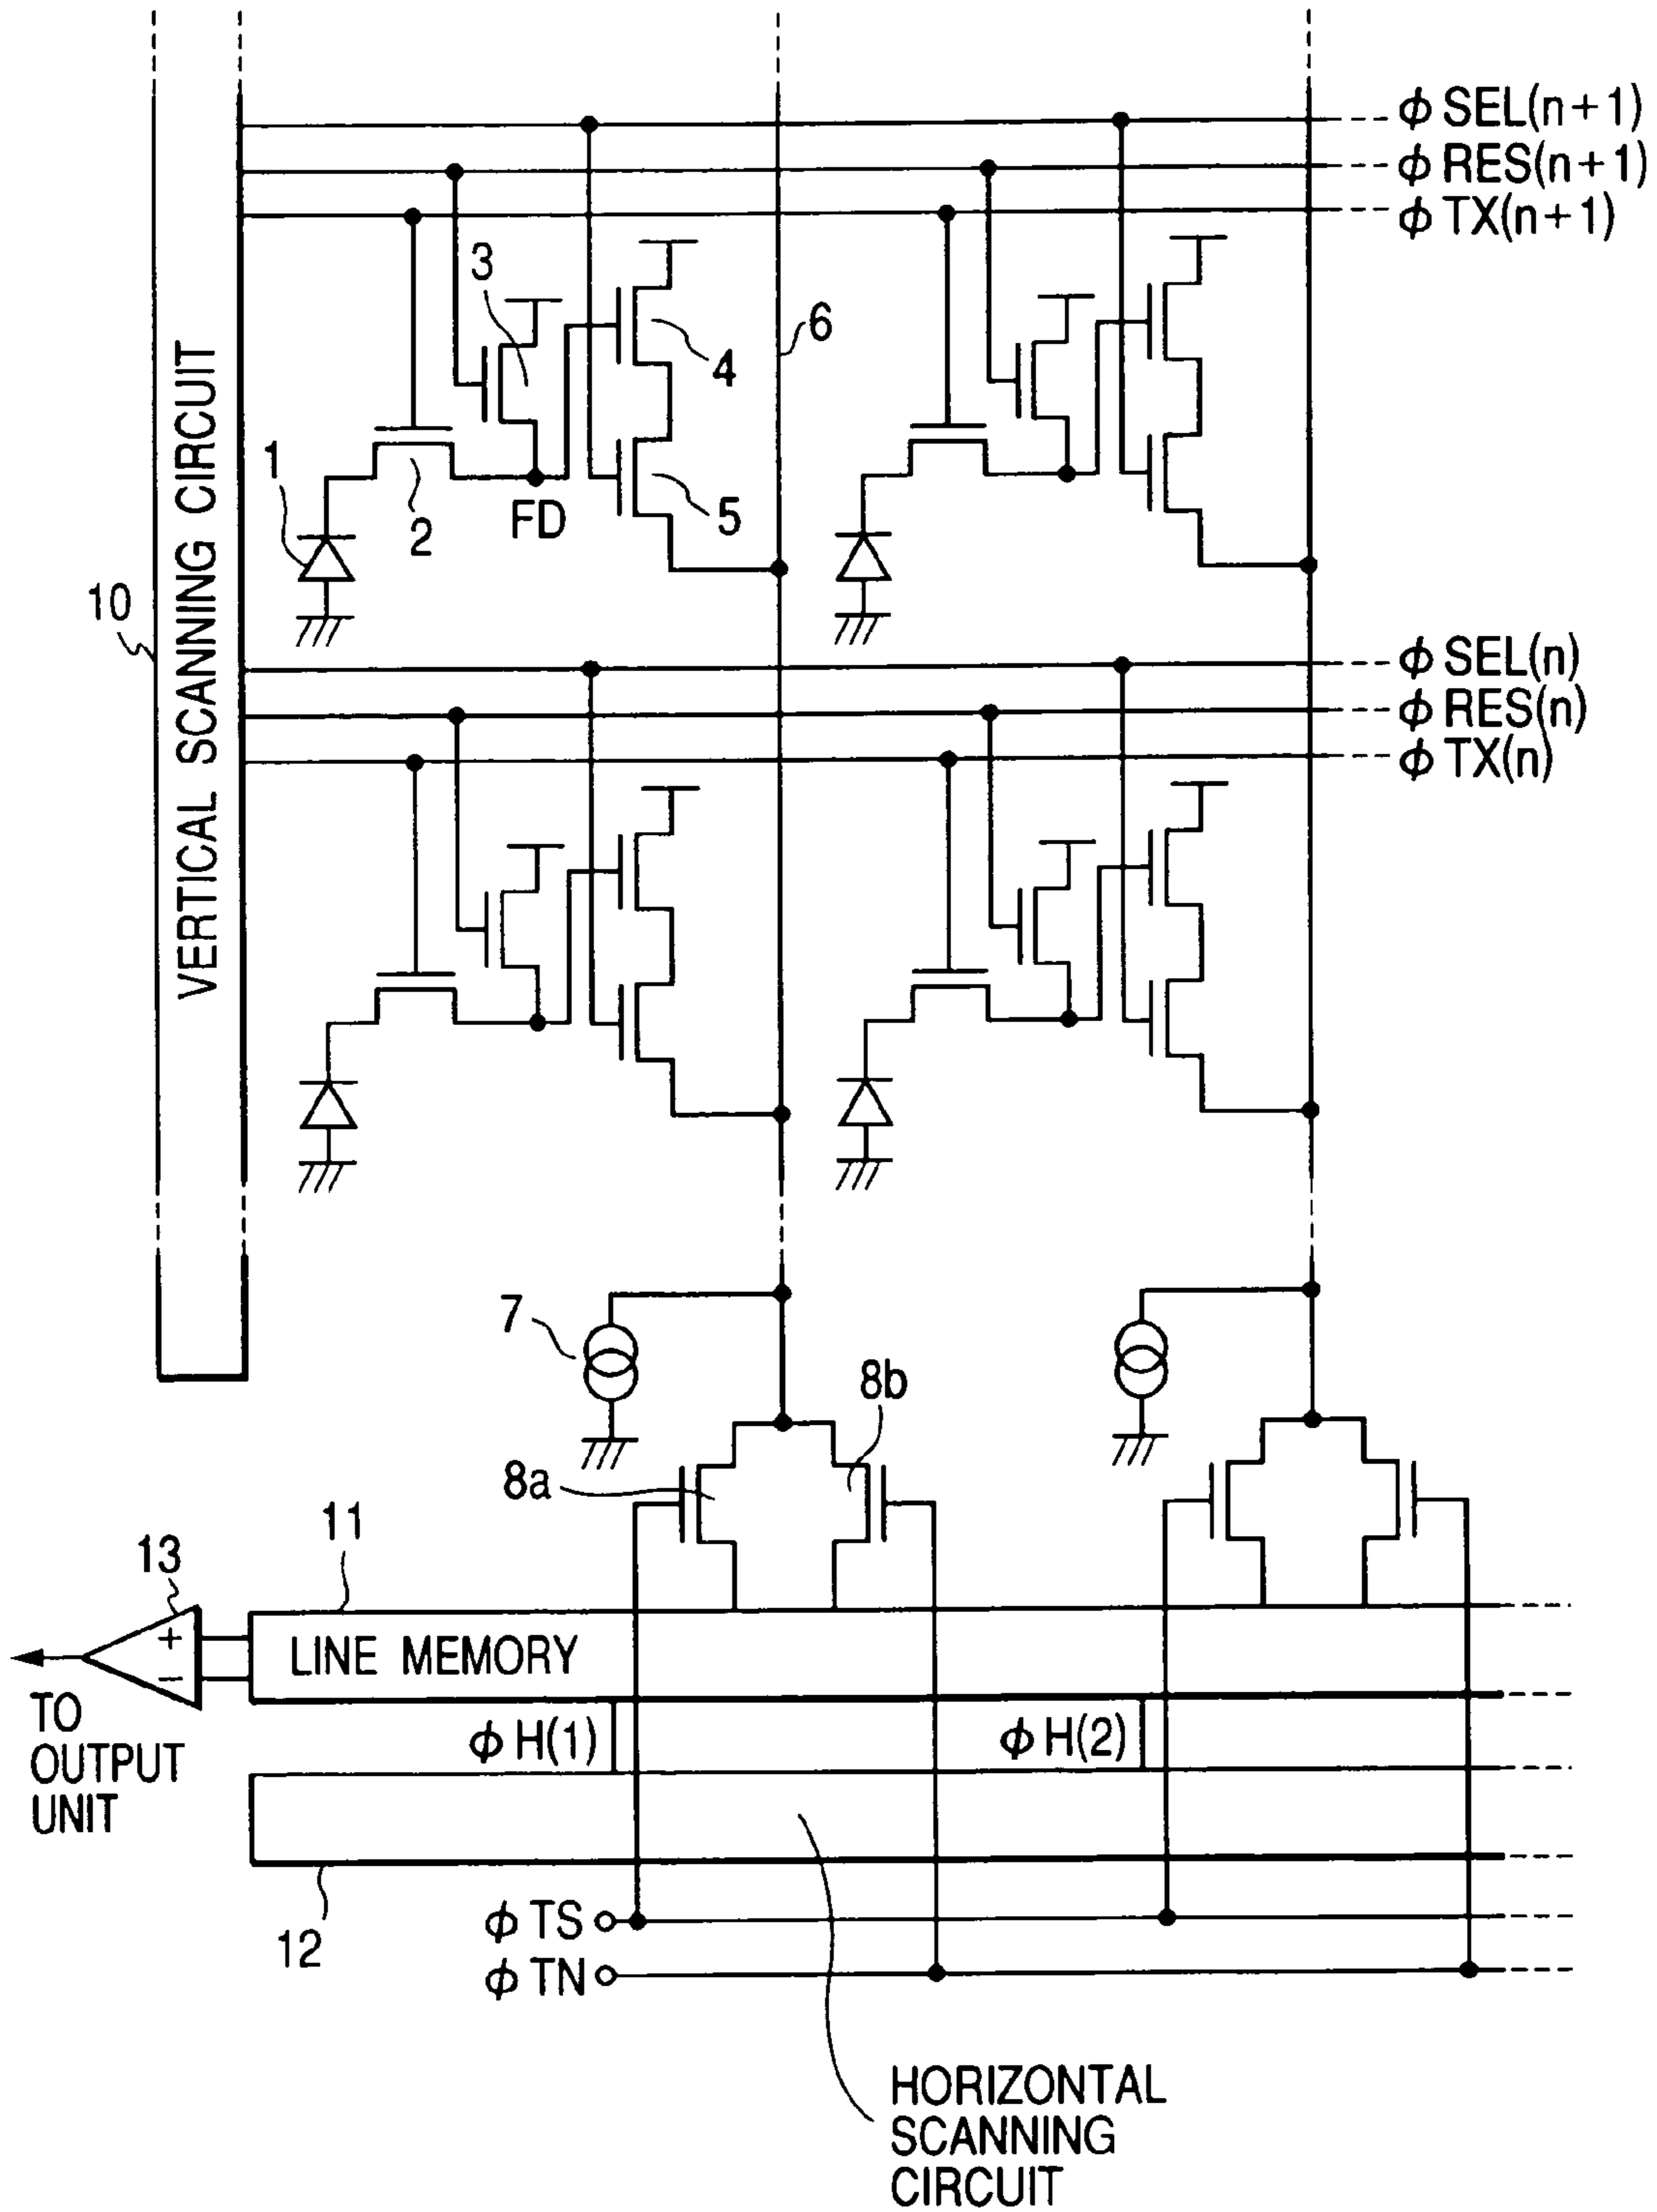 ϕ SEL(n+1)
ϕ RES(n+1)
ϕ TX(n+1)
3
4
6
1
2
FD
5
10
VERTICAL SCANNING CIRCUIT
ϕ SEL(n)
ϕ RES(n)
ϕ TX(n)
7
8b
8a
11
13
+
−
LINE MEMORY
TO
OUTPUT
UNIT
ϕ H(1)
ϕ H(2)
12
ϕ TS
ϕ TN
HORIZONTAL
SCANNING
CIRCUIT